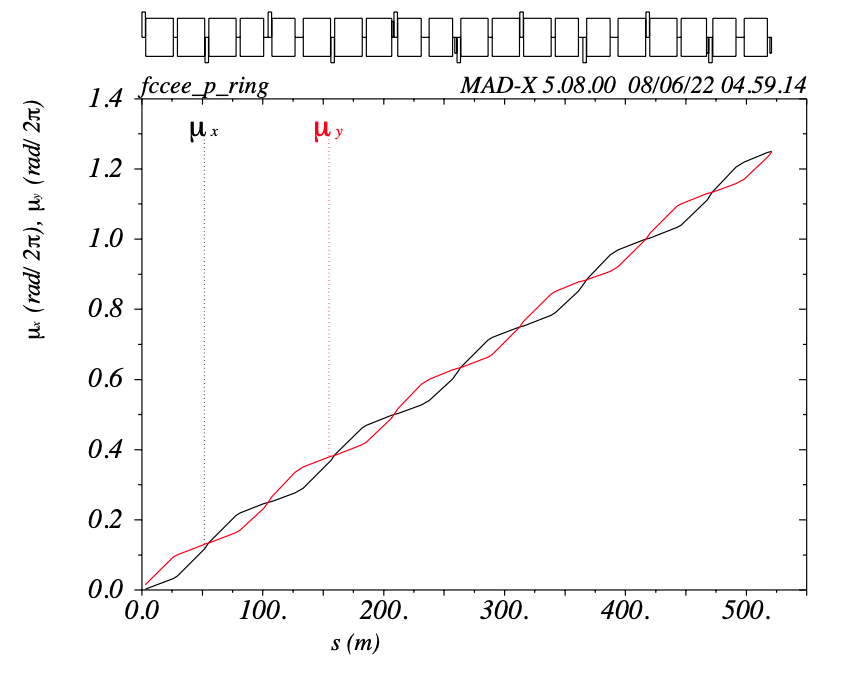 fccee_p_ring MAD-X 5.08.00 08/06/22 04.59.14
μx (rad/ 2π), μy (rad/ 2π)
μ x μ y
1.4
1.2
1.0
0.8
0.6
0.4
0.2
0.0
0.0 100. 200. 300. 400. 500.
s (m)